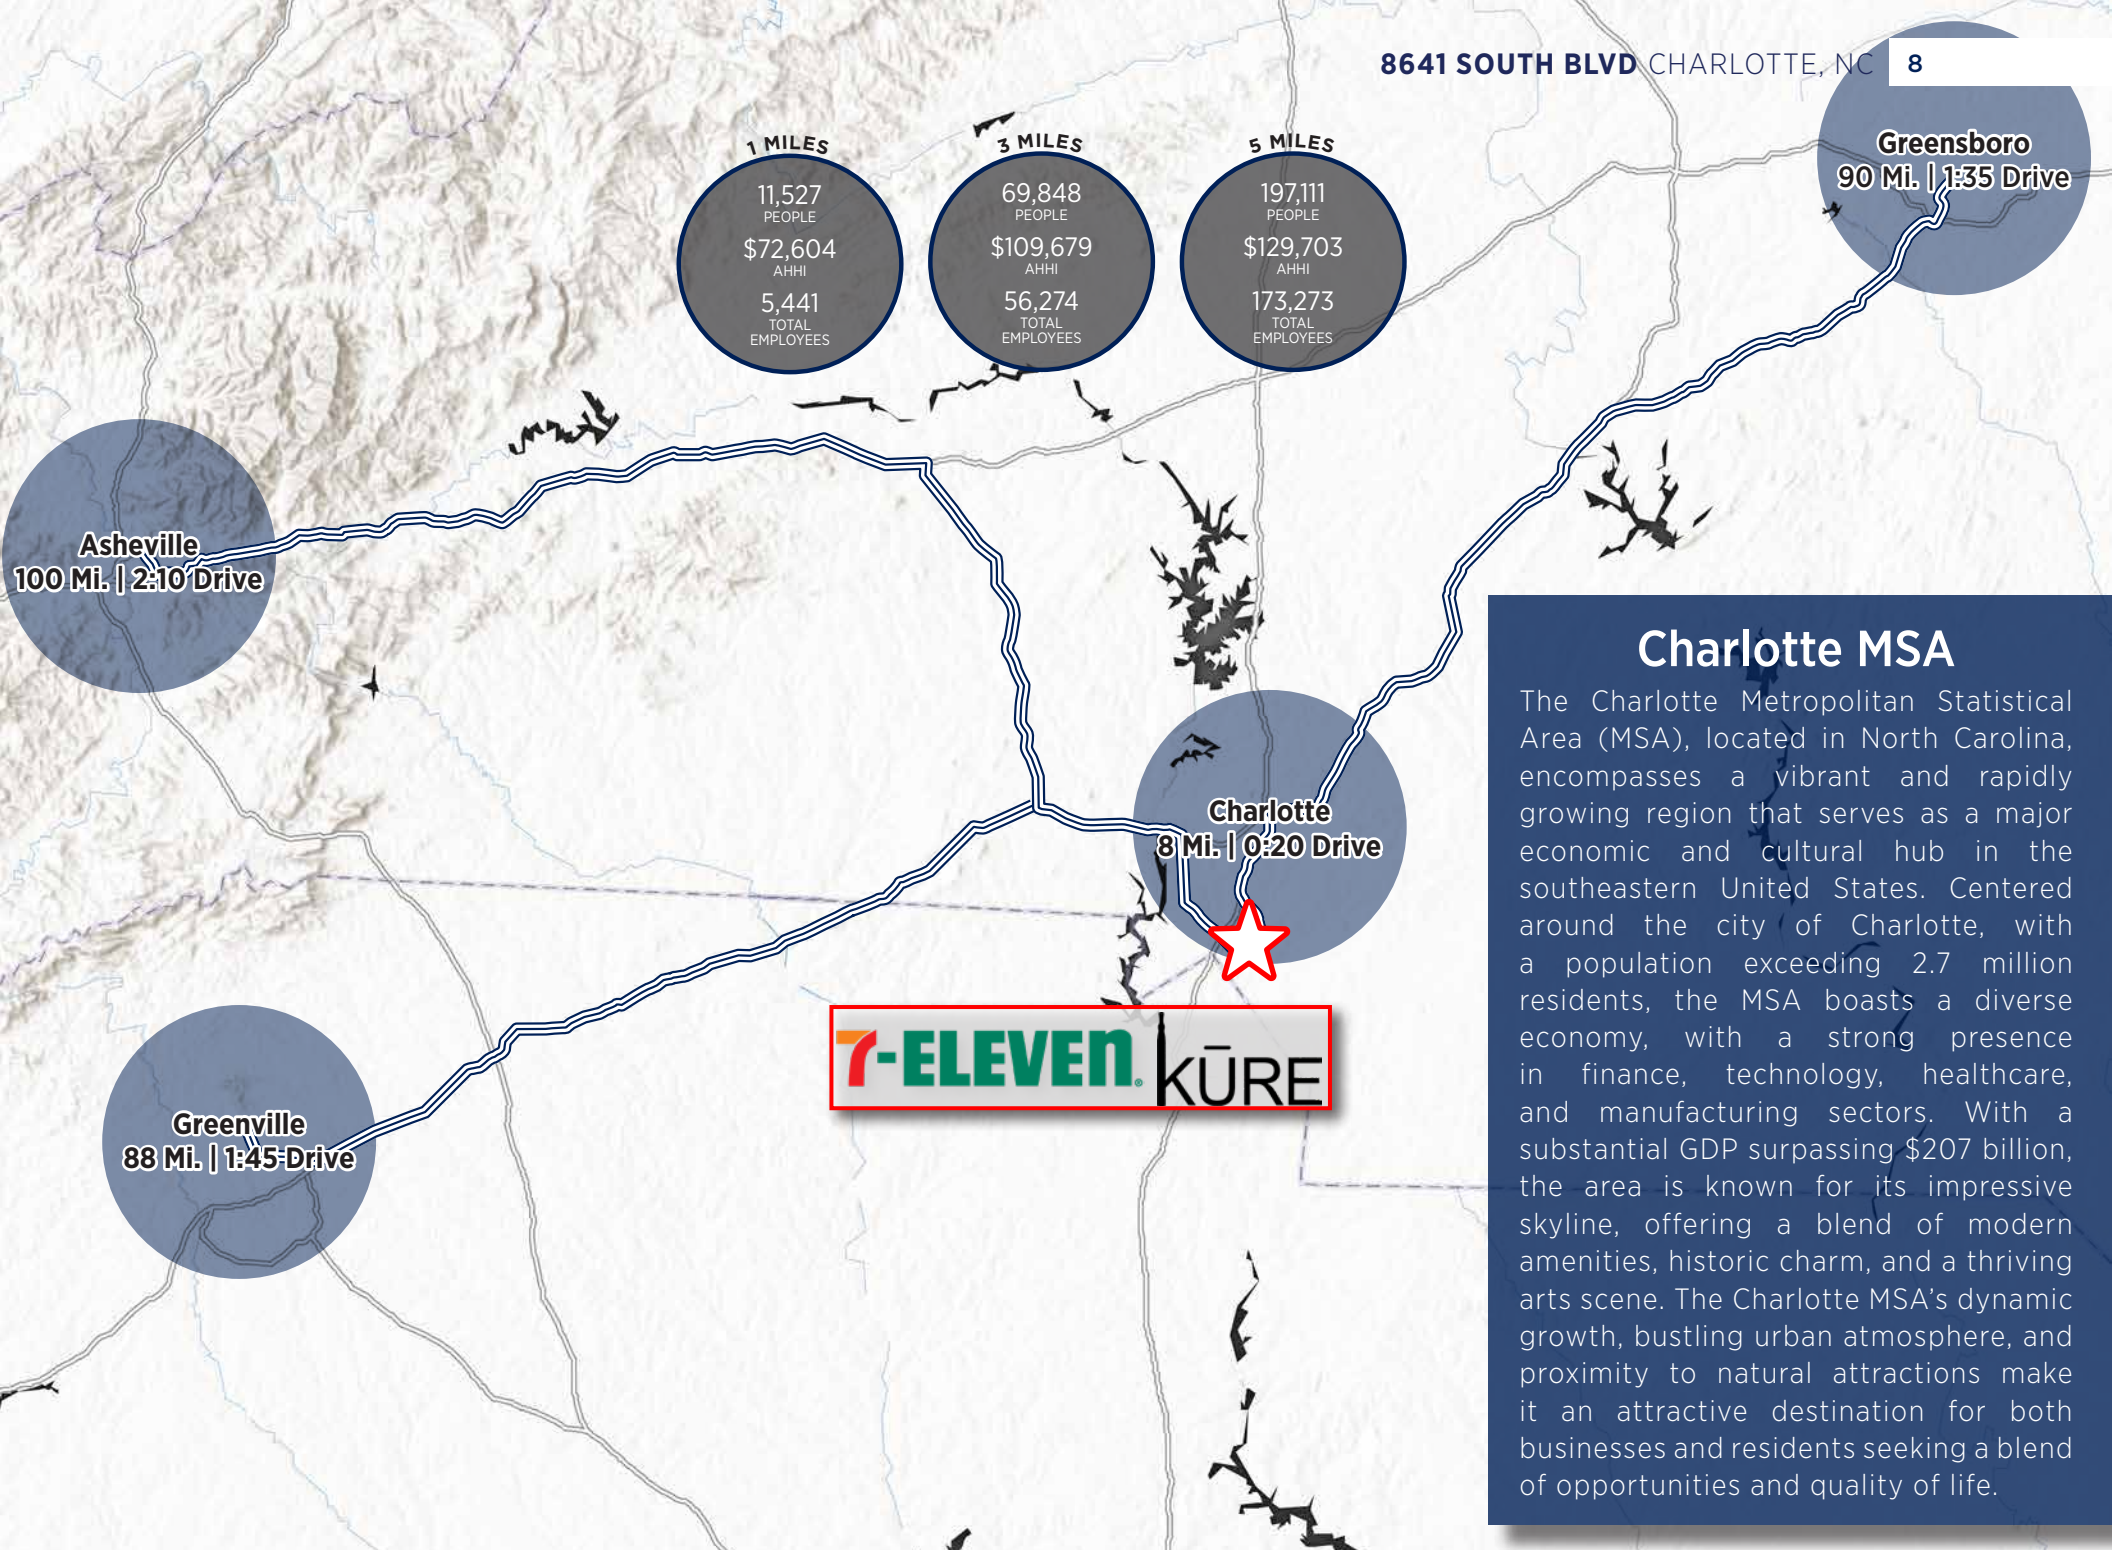 8641 SOUTH BLVD CHARLOTTE, NC
8
1 MILES
11,527
PEOPLE
$72,604
AHHI
5,441
TOTAL
EMPLOYEES
3 MILES
69,848
PEOPLE
$109,679
AHHI
56,274
TOTAL
EMPLOYEES
5 MILES
197,111
PEOPLE
$129,703
AHHI
173,273
TOTAL
EMPLOYEES
Greensboro
90 Mi. | 1:35 Drive
Asheville
100 Mi. | 2:10 Drive
Charlotte
8 Mi. | 0:20 Drive
Greenville
88 Mi. | 1:45 Drive
7-ELEVEn® KŪRE
Charlotte MSA
The Charlotte Metropolitan Statistical
Area (MSA), located in North Carolina,
encompasses a vibrant and rapidly
growing region that serves as a major
economic and cultural hub in the
southeastern United States. Centered
around the city of Charlotte, with
a population exceeding 2.7 million
residents, the MSA boasts a diverse
economy, with a strong presence
in finance, technology, healthcare,
and manufacturing sectors. With a
substantial GDP surpassing $207 billion,
the area is known for its impressive
skyline, offering a blend of modern
amenities, historic charm, and a thriving
arts scene. The Charlotte MSA's dynamic
growth, bustling urban atmosphere, and
proximity to natural attractions make
it an attractive destination for both
businesses and residents seeking a blend
of opportunities and quality of life.